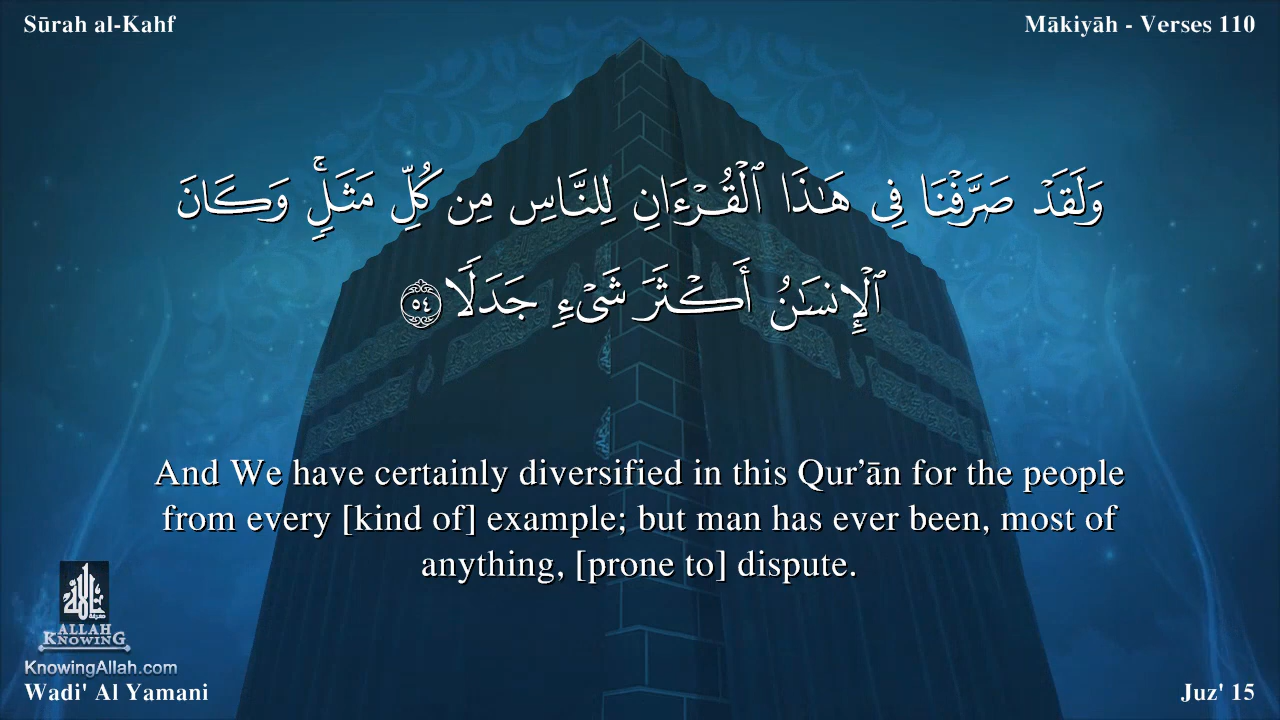 Sūrah al-Kahf
Mākiyāh - Verses 110
وَلَقَدْ صَرَّفْنَا فِى هَـٰذَا ٱلْقُرْءَانِ لِلنَّاسِ مِن كُلِّ مَثَلٍۢ ۚ وَكَانَ
ٱلْإِنسَـٰنُ أَكْثَرَ شَىْءٍۢ جَدَلًۭا ٥٤
And We have certainly diversified in this Qur’ān for the people
from every [kind of] example; but man has ever been, most of
anything, [prone to] dispute.
ALLAH
KNOWING
KnowingAllah.com
Wadi' Al Yamani
Juz' 15